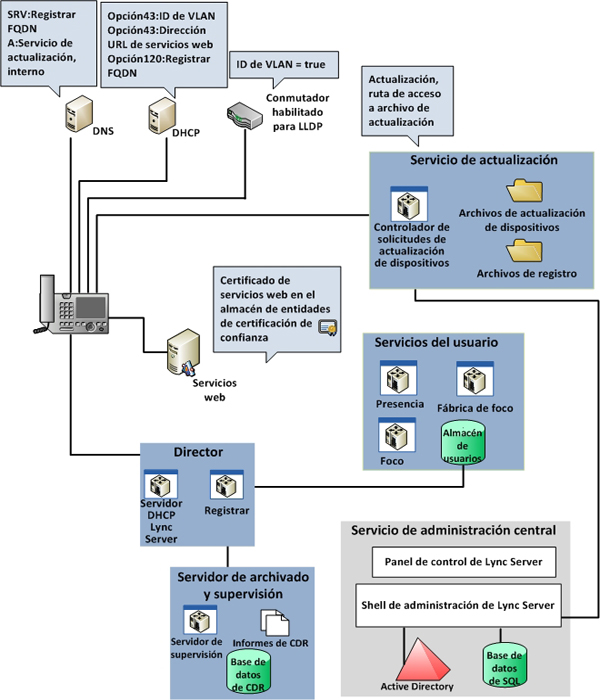 SRV:Registrar
FQDN
A:Servicio de
actualización,
interno
DNS
Opción43:ID de VLAN
Opción43:Dirección
URL de servicios web
Opción120:Registrar
FQDN
DHCP
ID de VLAN = true
Conmutador
habilitado
para LLDP
Actualización,
ruta de acceso
a archivo de
actualización
Servicio de actualización
Controlador de
solicitudes de
actualización
de dispositivos
Archivos de actualización
de dispositivos
Archivos de registro
Certificado de
servicios web en el
almacén de entidades
de certificación de
confianza
Servicios
web
Servicios del usuario
Presencia
Fábrica de foco
Foco
Almacén
de
usuarios
Director
Servidor
DHCP
Lync
Server
Registrar
Servidor de archivado
y supervisión
Servidor de
supervisión
Informes de CDR
Base de
datos
de CDR
Servicio de administración central
Panel de control de Lync Server
Shell de administración de Lync Server
Active Directory
Base de
datos
de SQL